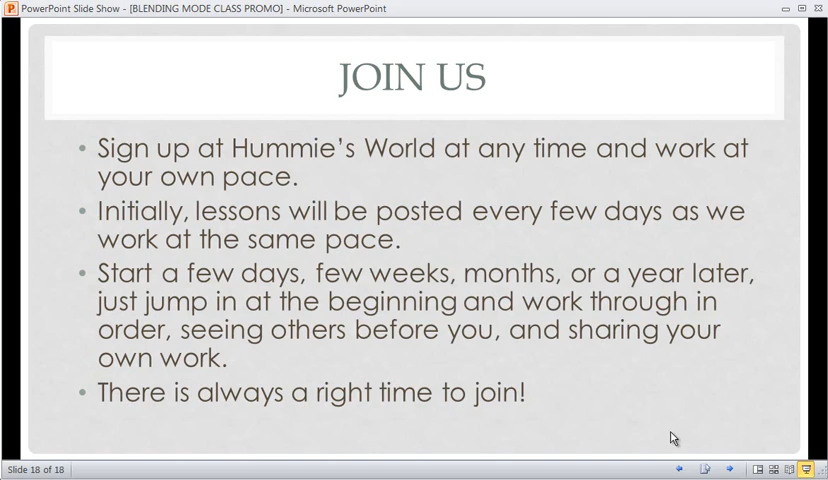 PowerPoint Slide Show - [BLENDING MODE CLASS PROMO] - Microsoft PowerPoint
JOIN US
• Sign up at Hummie's World at any time and work at
your own pace.
• Initially, lessons will be posted every few days as we
work at the same pace.
• Start a few days, few weeks, months, or a year later,
just jump in at the beginning and work through in
order, seeing others before you, and sharing your
own work.
• There is always a right time to join!
Slide 18 of 18